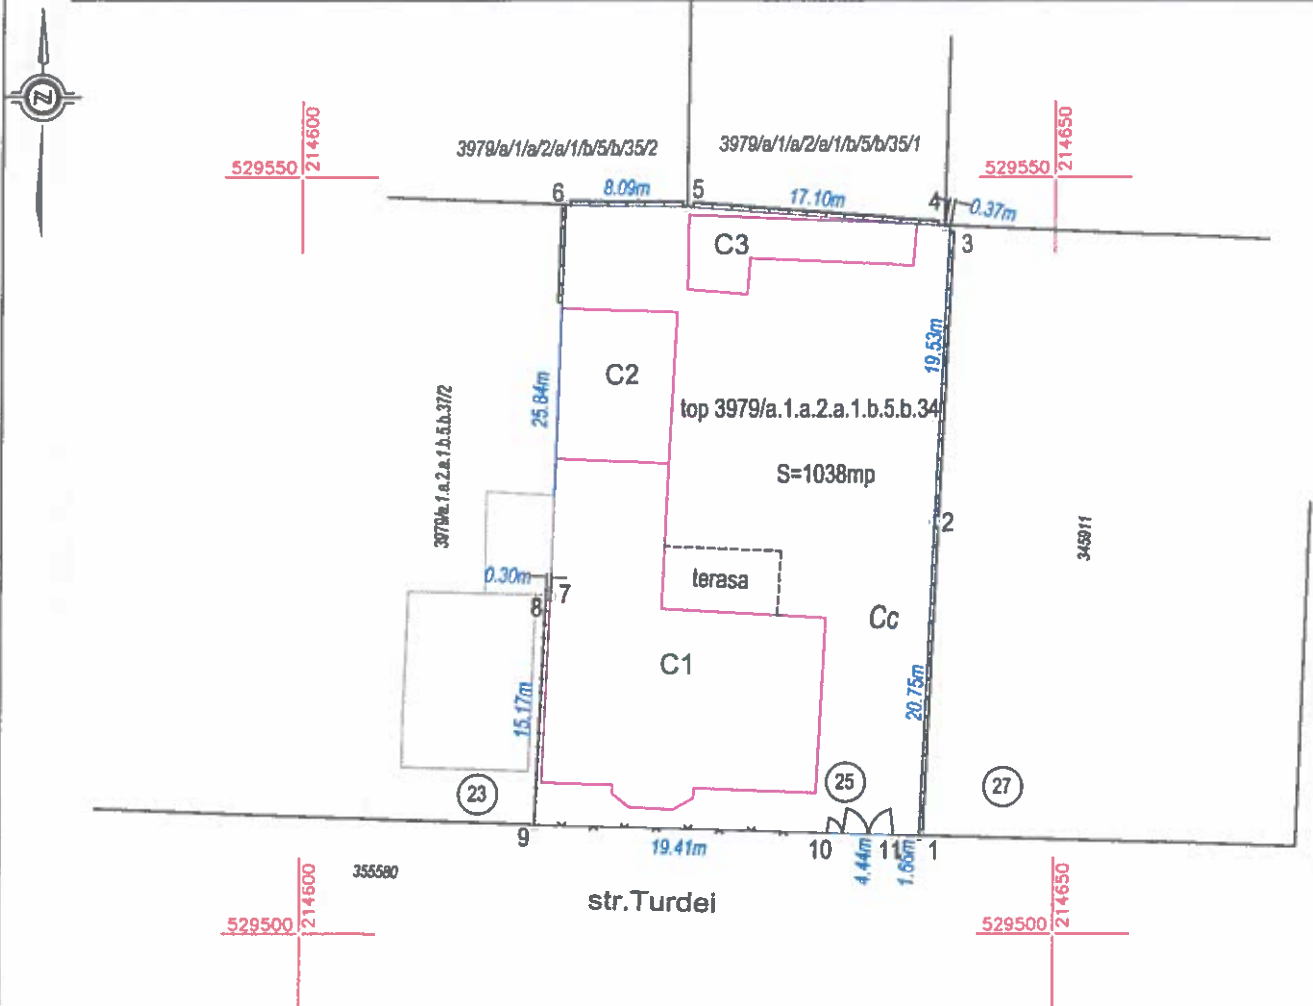 N
529550
214600
3979/a/1/a/2/a/1/b/5/b/35/2
3979/a/1/a/2/a/1/b/5/b/35/1
529550
214650
6
8.09m
5
17.10m
4
0.37m
3
C3
19.53m
C2
25.84m
top 3979/a.1.a.2.a.1.b.5.b.34
3979/a.1.a.2.a.1.b.5.b.37/2
S=1038mp
2
345911
0.30m
7
8
terasa
Cc
C1
15.17m
20.75m
23
25
27
9
19.41m
10
4.44m
11
1.66m
1
355580
str.Turdei
529500
214600
529500
214650